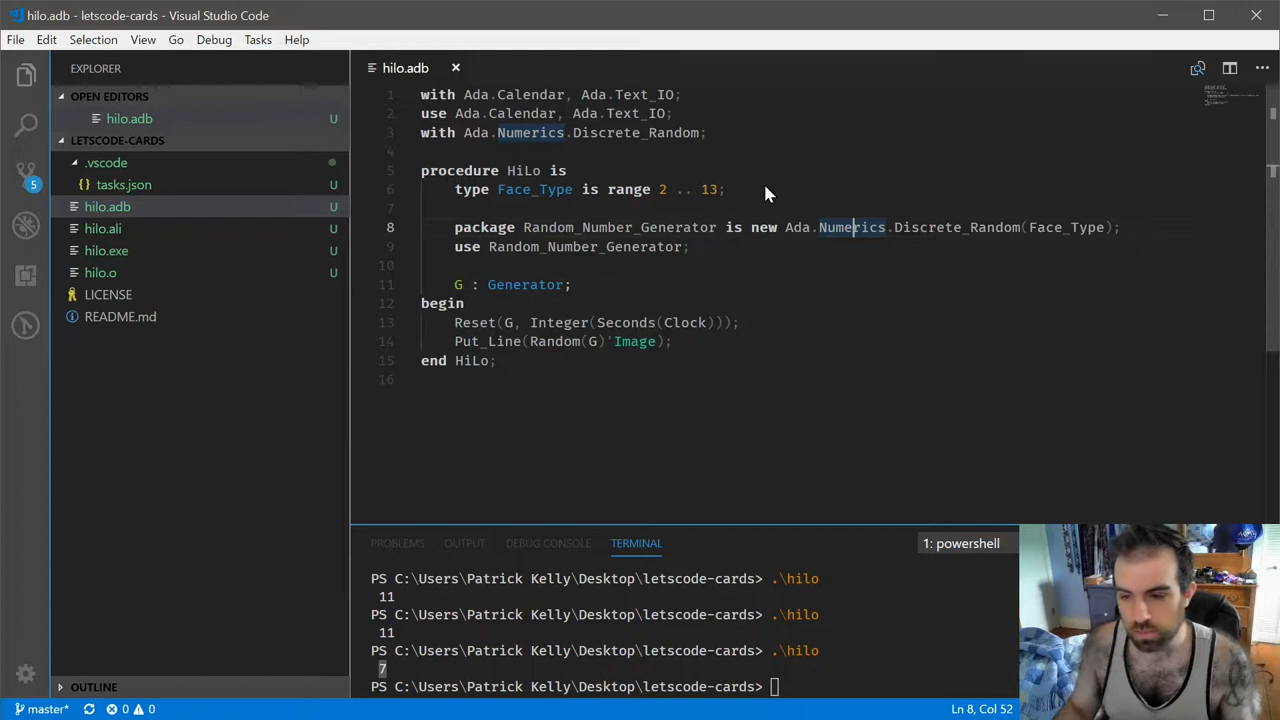 hilo.adb - letscode-cards - Visual Studio Code
File Edit Selection View Go Debug Tasks Help
EXPLORER
OPEN EDITORS
hilo.adb U
LETSCODE-CARDS
.vscode
{} tasks.json U
hilo.adb U
hilo.ali U
hilo.exe U
hilo.o U
LICENSE
README.md
OUTLINE
5
hilo.adb
1 with Ada.Calendar, Ada.Text_IO;
2 use Ada.Calendar, Ada.Text_IO;
3 with Ada.Numerics.Discrete_Random;
4
5 procedure HiLo is
6 type Face_Type is range 2 .. 13;
7
8 package Random_Number_Generator is new Ada.Numerics.Discrete_Random(Face_Type);
9 use Random_Number_Generator;
10
11 G : Generator;
12 begin
13 Reset(G, Integer(Seconds(Clock)));
14 Put_Line(Random(G)'Image);
15 end HiLo;
16
PROBLEMS OUTPUT DEBUG CONSOLE TERMINAL 1: powershell
PS C:\Users\Patrick Kelly\Desktop\letscode-cards> .\hilo
11
PS C:\Users\Patrick Kelly\Desktop\letscode-cards> .\hilo
11
PS C:\Users\Patrick Kelly\Desktop\letscode-cards> .\hilo
7
PS C:\Users\Patrick Kelly\Desktop\letscode-cards>
master* 0 0 Ln 8, Col 52